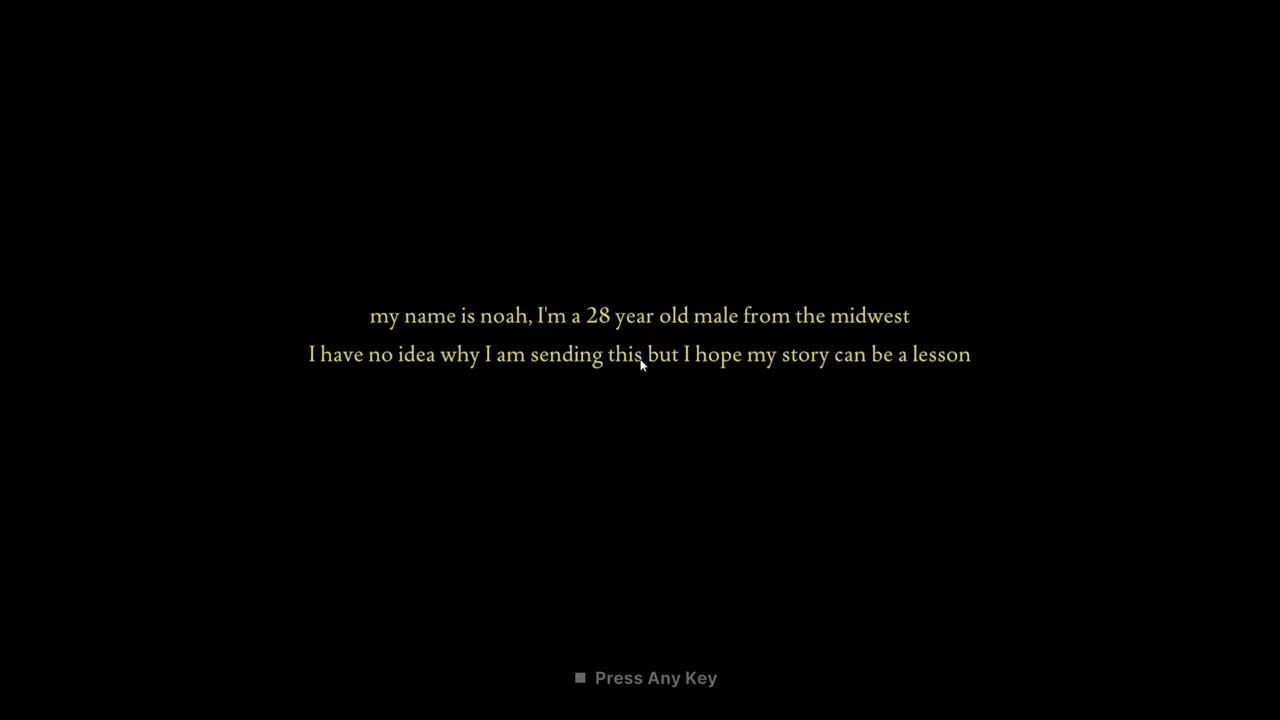 my name is noah, I'm a 28 year old male from the midwest
I have no idea why I am sending this but I hope my story can be a lesson
Press Any Key